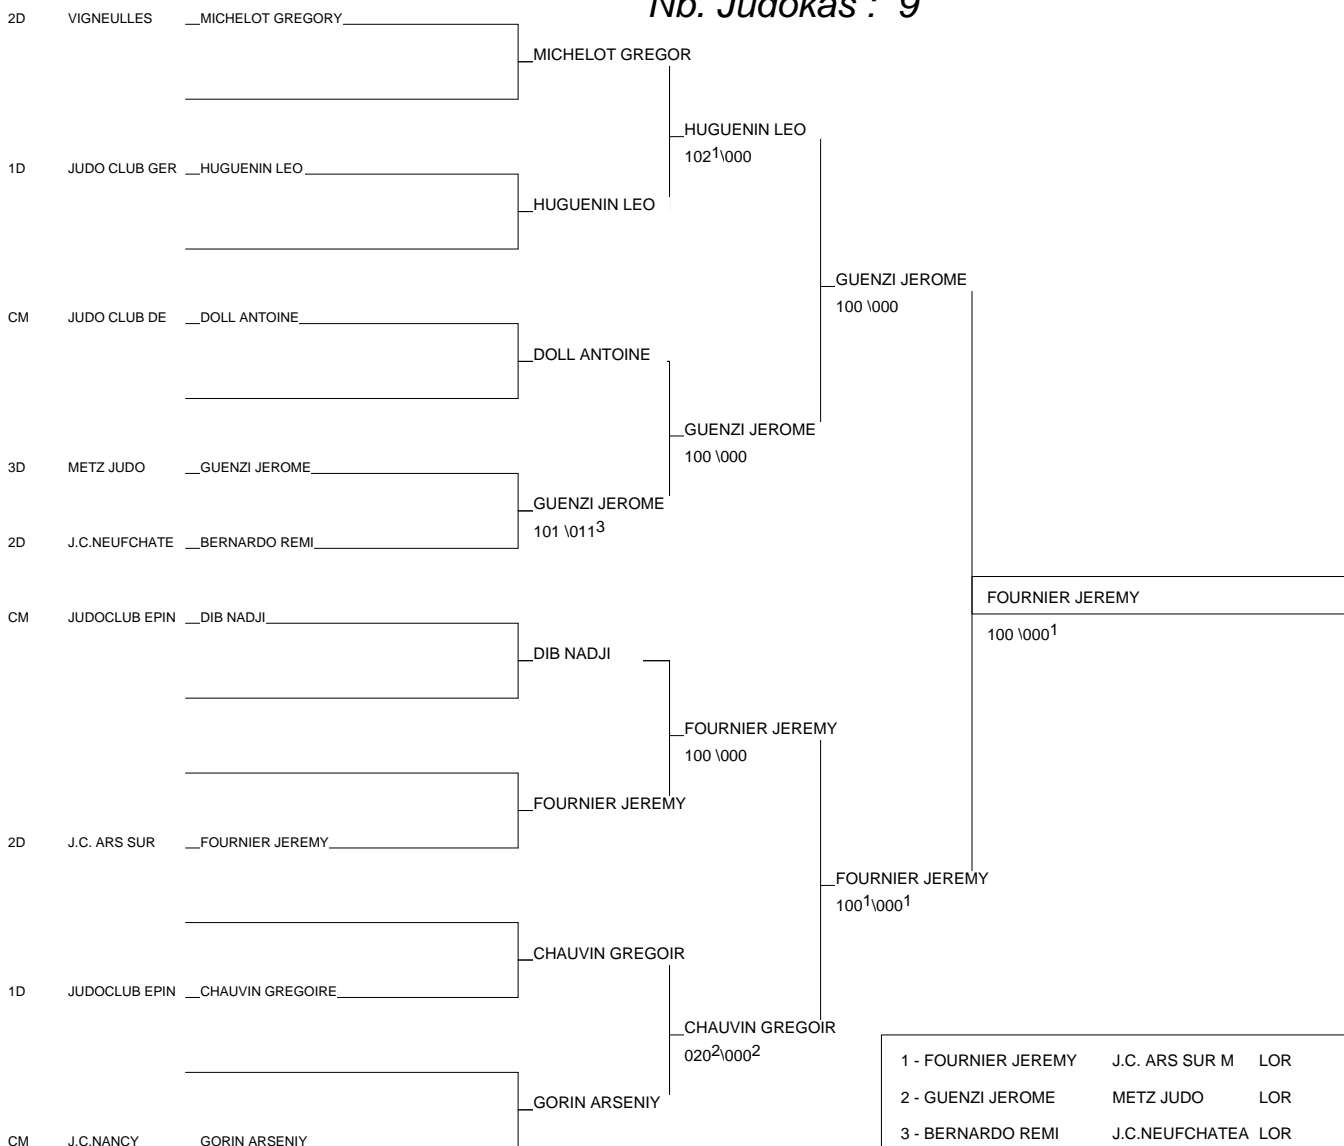 Nb. Judokas : 9
2D VIGNEULLES MICHELOT GREGORY
MICHELOT GREGOR
HUGUENIN LEO
102¹\000
1D JUDO CLUB GER HUGUENIN LEO
HUGUENIN LEO
GUENZI JEROME
100 \000
CM JUDO CLUB DE DOLL ANTOINE
DOLL ANTOINE
GUENZI JEROME
100 \000
3D METZ JUDO GUENZI JEROME
GUENZI JEROME
101 \011³
2D J.C.NEUFCHATE BERNARDO REMI
FOURNIER JEREMY
100 \000¹
CM JUDOCLUB EPIN DIB NADJI
DIB NADJI
FOURNIER JEREMY
100 \000
FOURNIER JEREMY
2D J.C. ARS SUR FOURNIER JEREMY
FOURNIER JEREMY
100¹\000¹
CHAUVIN GREGOIR
1D JUDOCLUB EPIN CHAUVIN GREGOIRE
CHAUVIN GREGOIR
020²\000²
GORIN ARSENIY
CM J.C.NANCY GORIN ARSENIY
1 - FOURNIER JEREMY J.C. ARS SUR M LOR
2 - GUENZI JEROME METZ JUDO LOR
3 - BERNARDO REMI J.C.NEUFCHATEA LOR